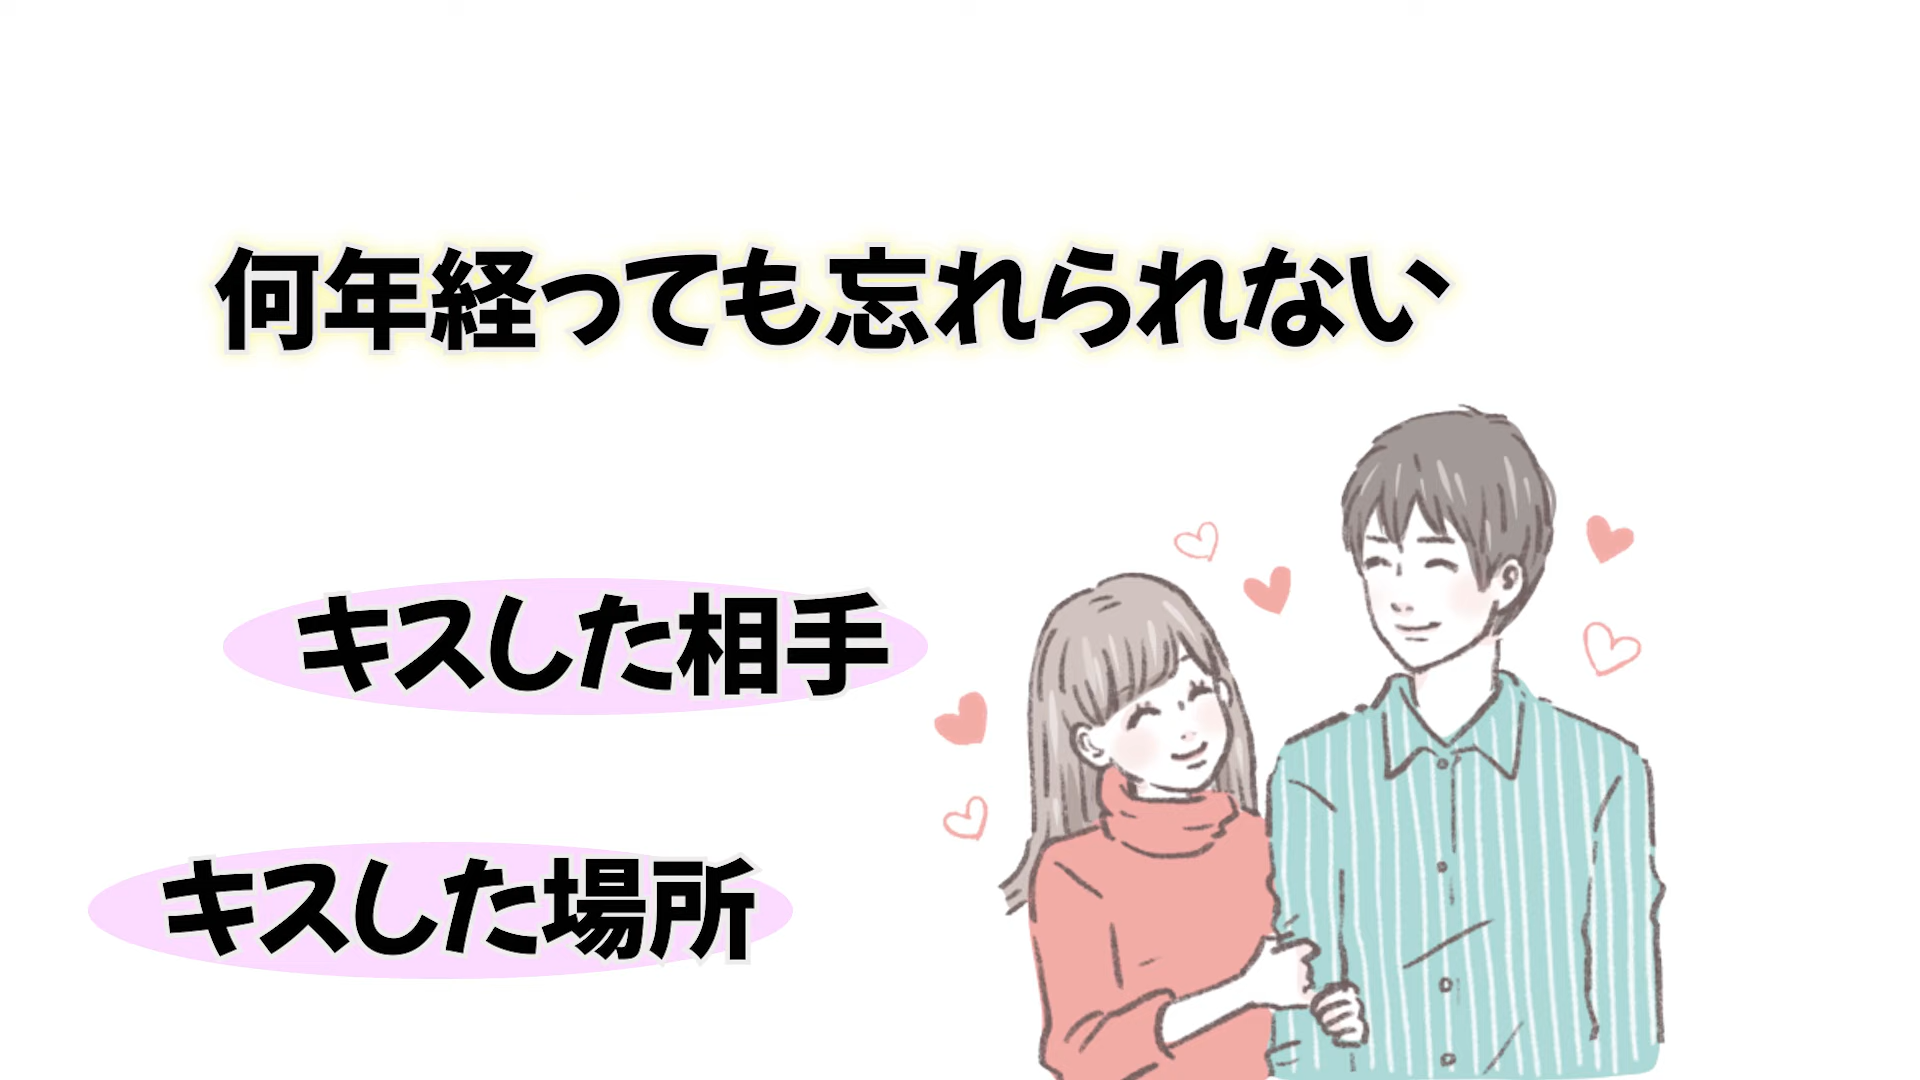 何年経っても忘れられない
キスした相手
キスした場所